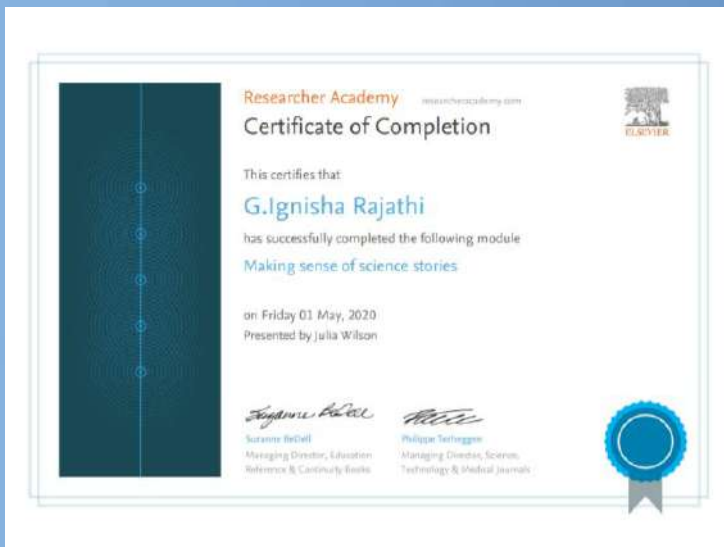 Researcher Academy researcheracademy.com
Certificate of Completion
ELSEVIER
This certifies that
G.Ignisha Rajathi
has successfully completed the following module
Making sense of science stories
on Friday 01 May, 2020
Presented by Julia Wilson
Suzanne BeDell
Managing Director, Education
Reference & Continuity Books
Philippe Terheggen
Managing Director, Science,
Technology & Medical Journals